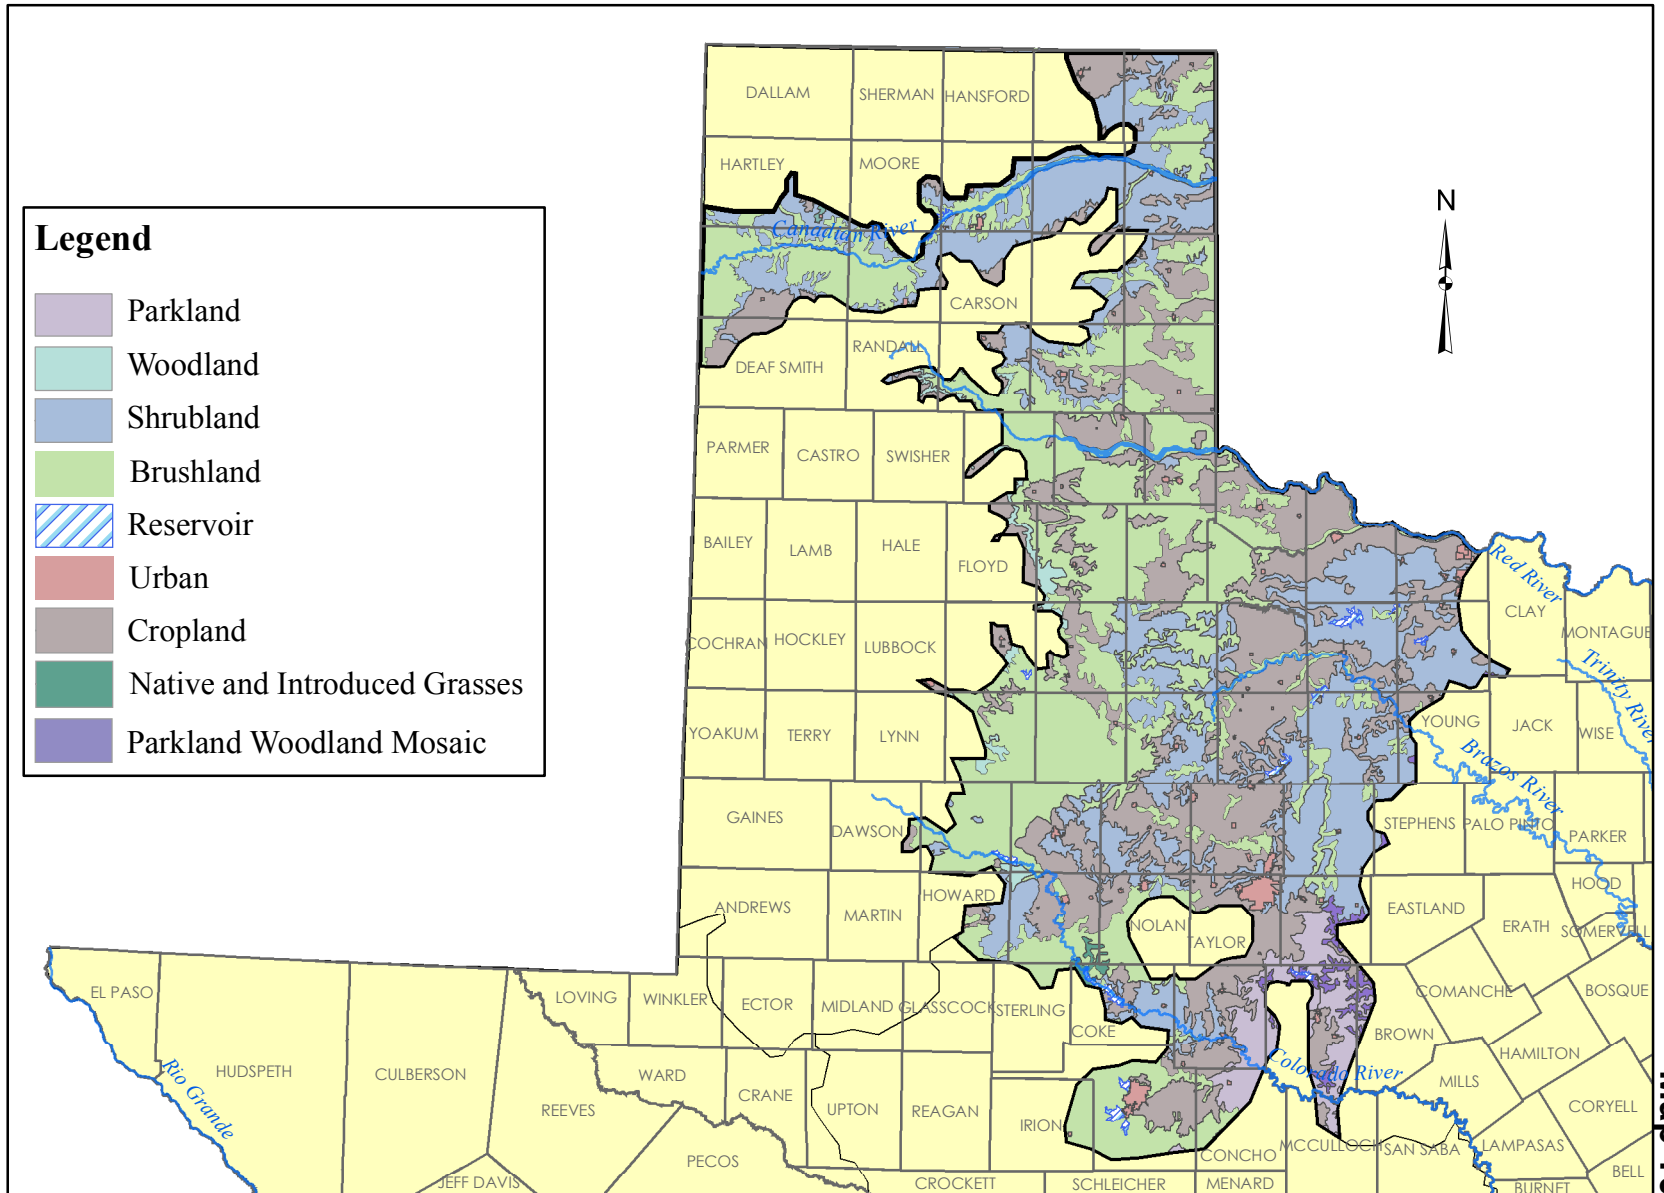 Legend
Parkland
Woodland
Shrubland
Brushland
Reservoir
Urban
Cropland
Native and Introduced Grasses
Parkland Woodland Mosaic
N
DALLAM
SHERMAN
HANSFORD
HARTLEY
MOORE
Canadian River
CARSON
RANDALL
DEAF SMITH
PARMER
CASTRO
SWISHER
BAILEY
LAMB
HALE
FLOYD
Red River
CLAY
MONTAGUE
COCHRAN
HOCKLEY
LUBBOCK
Trinity River
YOAKUM
TERRY
LYNN
YOUNG
JACK
WISE
Brazos River
GAINES
DAWSON
STEPHENS
PALO PINTO
PARKER
HOOD
ANDREWS
MARTIN
HOWARD
NOLAN
TAYLOR
EASTLAND
ERATH
SOMERVELL
EL PASO
LOVING
WINKLER
ECTOR
MIDLAND
GLASSCOCK
STERLING
COKE
COMANCHE
BOSQUE
BROWN
HAMILTON
Rio Grande
HUDSPETH
CULBERSON
WARD
CRANE
UPTON
REAGAN
IRION
Colorado River
MILLS
CORYELL
REEVES
PECOS
CONCHO
MCCULLOCH
SAN SABA
LAMPASAS
BELL
JEFF DAVIS
CROCKETT
SCHLEICHER
MENARD
BURNET